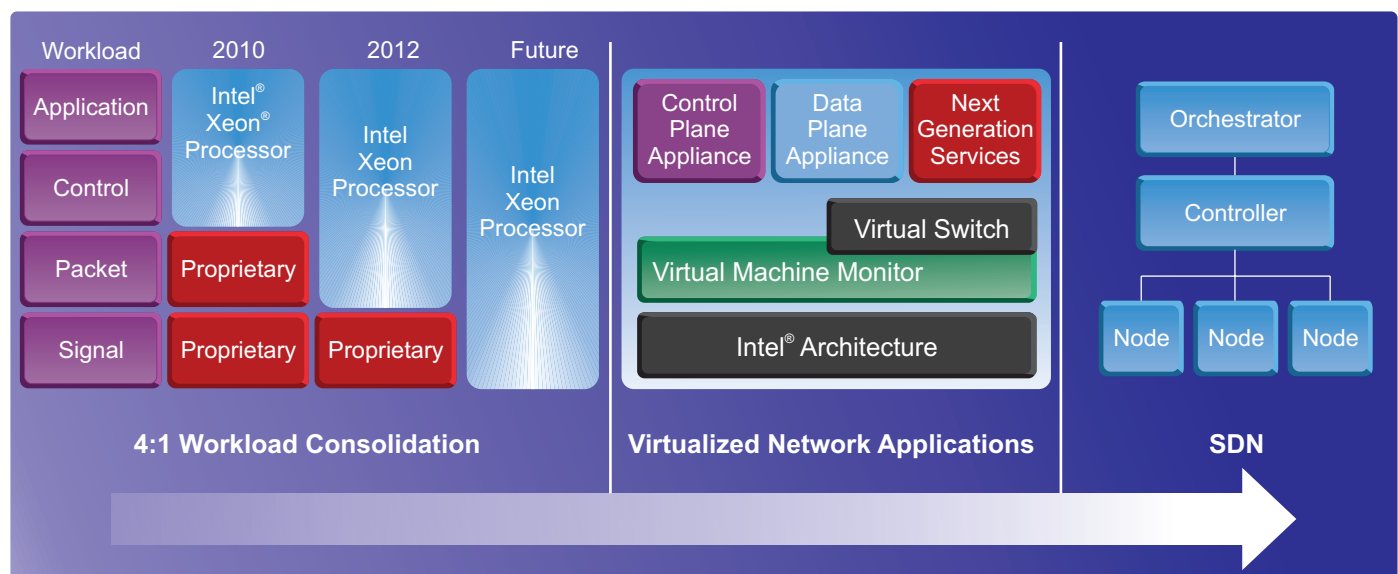 Workload
2010
2012
Future
Application
Control
Packet
Signal
Intel®
Xeon®
Processor
Proprietary
Proprietary
Intel
Xeon
Processor
Proprietary
Intel
Xeon
Processor
4:1 Workload Consolidation
Control
Plane
Appliance
Data
Plane
Appliance
Next
Generation
Services
Virtual Switch
Virtual Machine Monitor
Intel® Architecture
Virtualized Network Applications
Orchestrator
Controller
Node
Node
Node
SDN